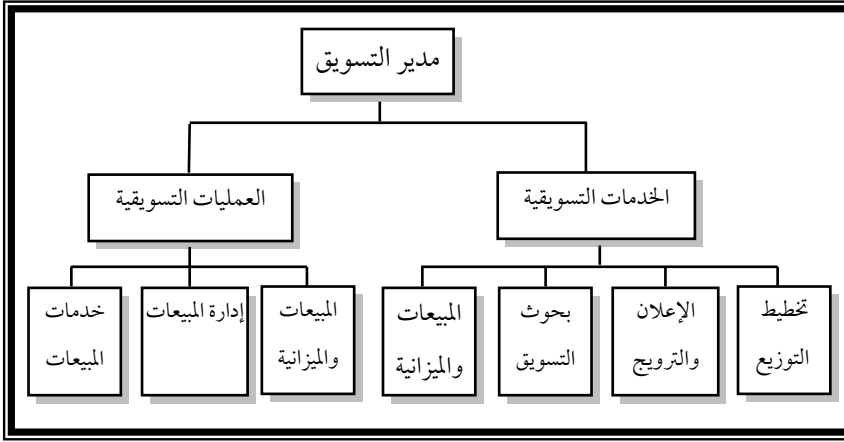 مدير التسويق
الخدمات التسويقية
العمليات التسويقية
تخطيط
التوزيع
الإعلان
والترويج
بحوث
التسويق
المبيعات
والميزانية
المبيعات
والميزانية
إدارة المبيعات
خدمات
المبيعات